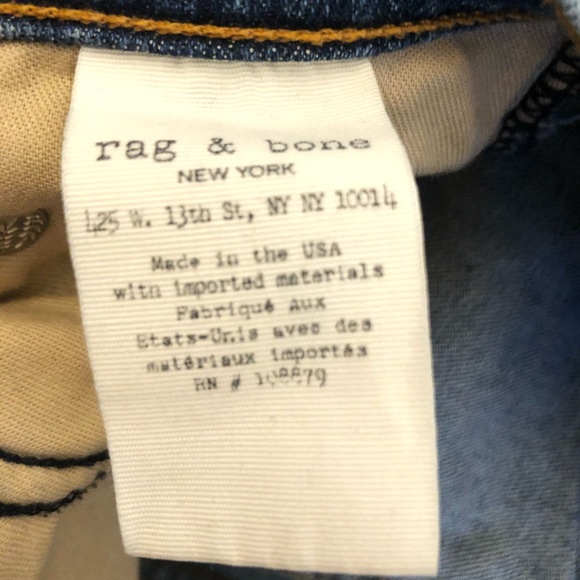 rag & bone
NEW YORK
425 W. 13th St, NY NY 10014
Made in the USA
with imported materials
Fabriqué Aux
Etats-Unis avec des
matériaux importés
RN #